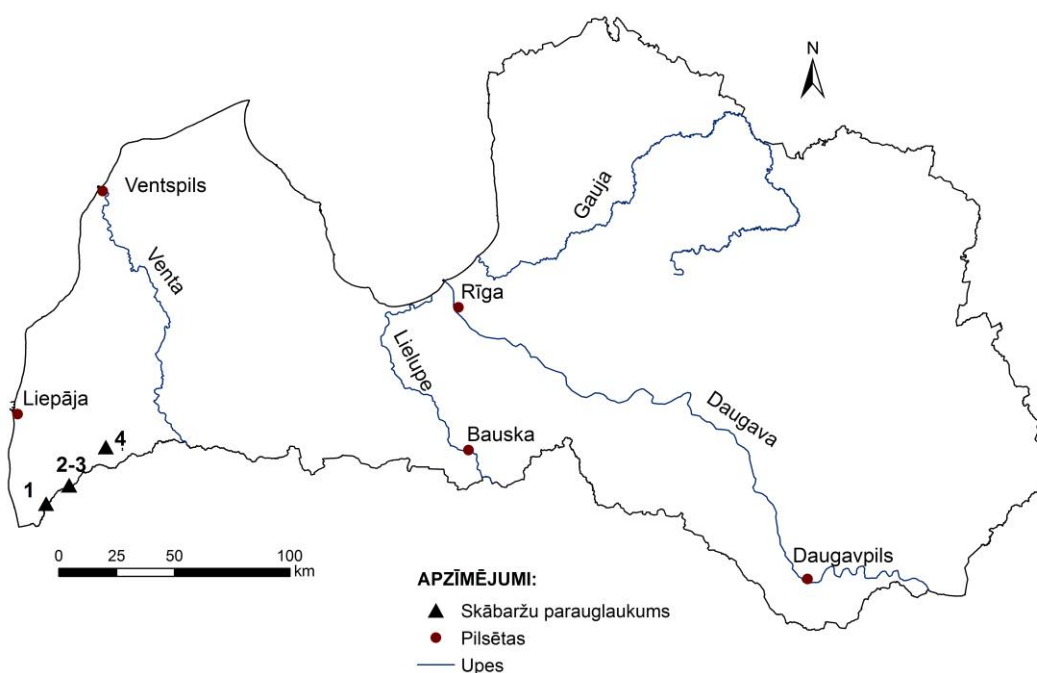 N
Ventspils
Venta
Gauja
Rīga
Lielupe
Liepāja
Daugava
Bauska
4
2-3
1
0 25 50 100
km
Daugavpils
APZĪMĒJUMI:
Skābaržu parauglaukums
Pilsētas
Upes